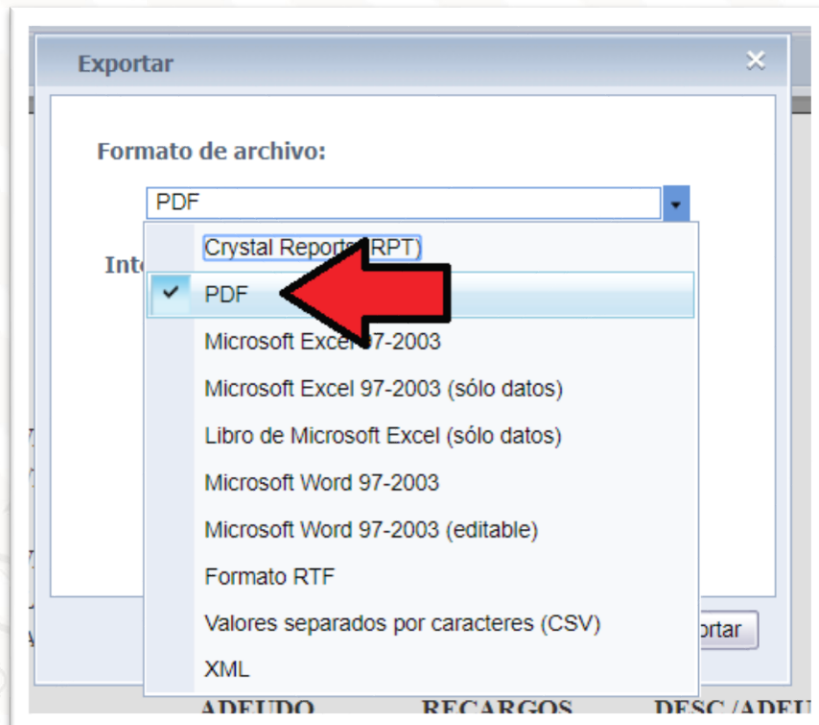 Exportar
Formato de archivo:
PDF
Crystal Reports (RPT)
PDF
Microsoft Excel 97-2003
Microsoft Excel 97-2003 (sólo datos)
Libro de Microsoft Excel (sólo datos)
Microsoft Word 97-2003
Microsoft Word 97-2003 (editable)
Formato RTF
Valores separados por caracteres (CSV)
XML
ADEUDO RECARGOS